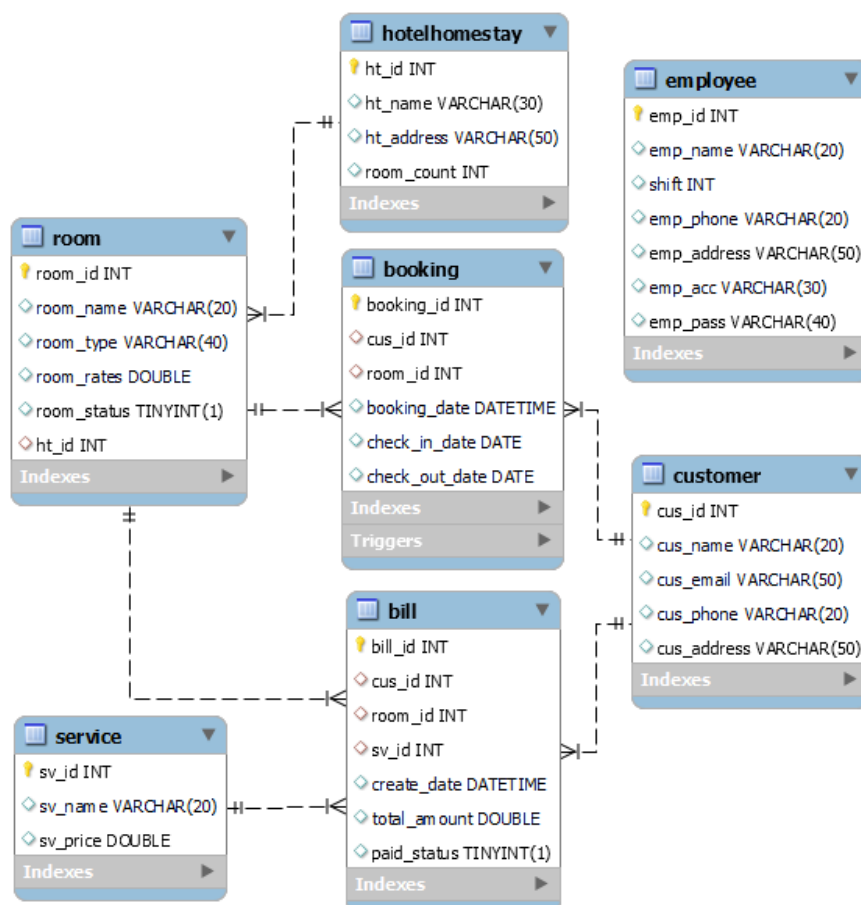 hotelhomestay
ht_id INT
ht_name VARCHAR(30)
ht_address VARCHAR(50)
room_count INT
Indexes
employee
emp_id INT
emp_name VARCHAR(20)
shift INT
emp_phone VARCHAR(20)
emp_address VARCHAR(50)
emp_acc VARCHAR(30)
emp_pass VARCHAR(40)
Indexes
room
room_id INT
room_name VARCHAR(20)
room_type VARCHAR(40)
room_rates DOUBLE
room_status TINYINT(1)
ht_id INT
Indexes
booking
booking_id INT
cus_id INT
room_id INT
booking_date DATETIME
check_in_date DATE
check_out_date DATE
Indexes
Triggers
customer
cus_id INT
cus_name VARCHAR(20)
cus_email VARCHAR(50)
cus_phone VARCHAR(20)
cus_address VARCHAR(50)
Indexes
bill
bill_id INT
cus_id INT
room_id INT
sv_id INT
create_date DATETIME
total_amount DOUBLE
paid_status TINYINT(1)
Indexes
service
sv_id INT
sv_name VARCHAR(20)
sv_price DOUBLE
Indexes